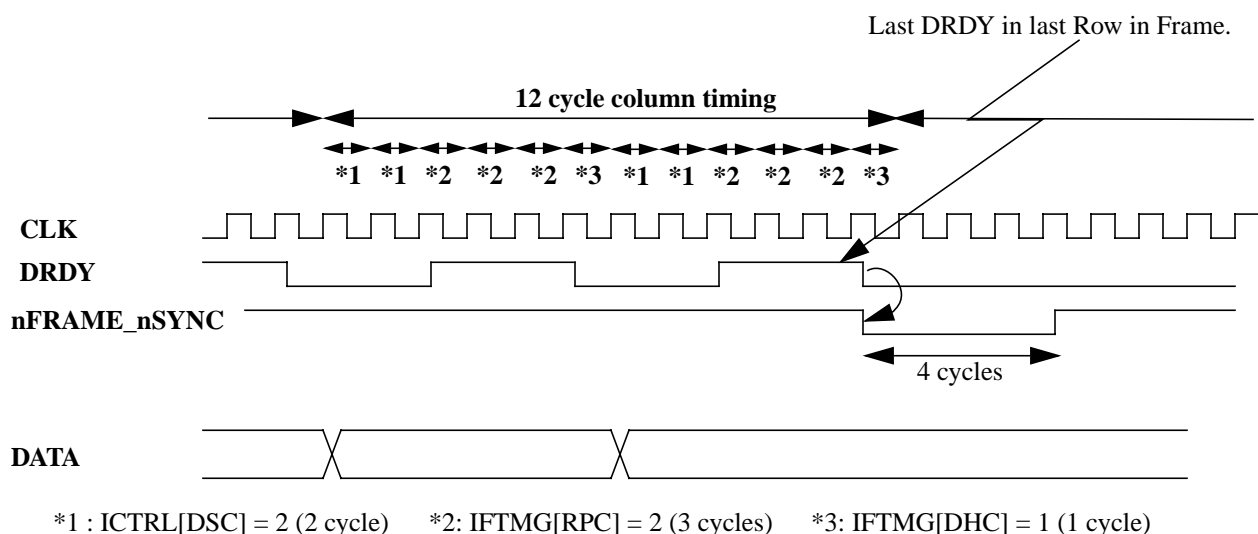 Last DRDY in last Row in Frame.
12 cycle column timing
*1 *1 *2 *2 *2 *3 *1 *1 *2 *2 *2 *3
CLK
DRDY
nFRAME_nSYNC
4 cycles
DATA
*1 : ICTRL[DSC] = 2 (2 cycle) *2: IFTMG[RPC] = 2 (3 cycles) *3: IFTMG[DHC] = 1 (1 cycle)